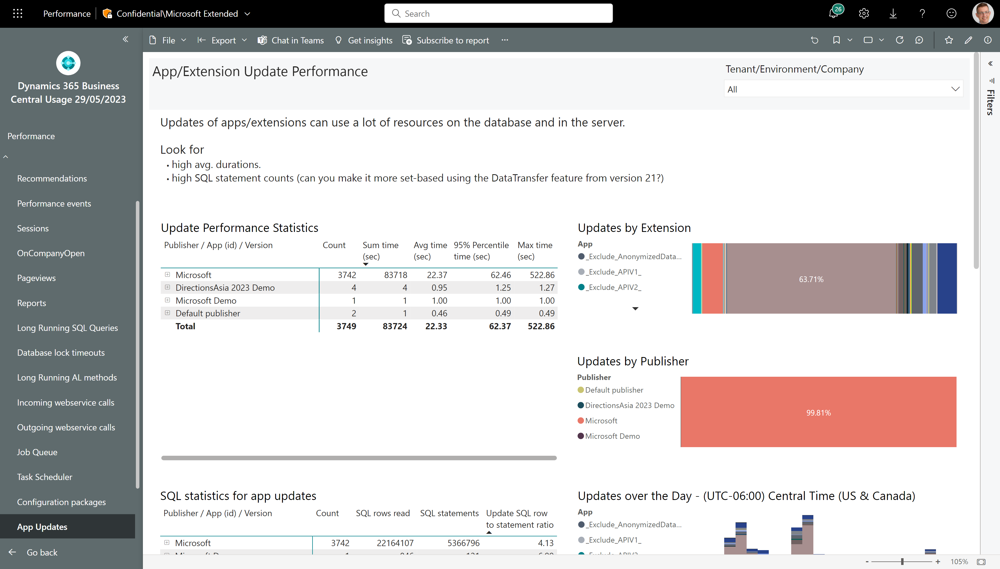 Performance
Confidential\Microsoft Extended
Search
26
File
Export
Chat in Teams
Get insights
Subscribe to report
Dynamics 365 Business
Central Usage 29/05/2023
Performance
Recommendations
Performance events
Sessions
OnCompanyOpen
Pageviews
Reports
Long Running SQL Queries
Database lock timeouts
Long Running AL methods
Incoming webservice calls
Outgoing webservice calls
Job Queue
Task Scheduler
Configuration packages
App Updates
Go back
App/Extension Update Performance
Tenant/Environment/Company
All
Filters
Updates of apps/extensions can use a lot of resources on the database and in the server.
Look for
• high avg. durations.
• high SQL statement counts (can you make it more set-based using the DataTransfer feature from version 21?)
Update Performance Statistics
Publisher / App (id) / Version Count Sum time (sec) Avg time (sec) 95% Percentile time (sec) Max time (sec)
Microsoft 3742 83718 22.37 62.46 522.86
DirectionsAsia 2023 Demo 4 4 0.95 1.25 1.27
Microsoft Demo 1 1 1.00 1.00 1.00
Default publisher 2 1 0.46 0.49 0.49
Total 3749 83724 22.33 62.37 522.86
Updates by Extension
App
_Exclude_AnonymizedData...
_Exclude_APIV1_
_Exclude_APIV2_
63.71%
Updates by Publisher
Publisher
Default publisher
DirectionsAsia 2023 Demo
Microsoft
Microsoft Demo
99.81%
SQL statistics for app updates
Publisher / App (id) / Version Count SQL rows read SQL statements Update SQL row to statement ratio
Microsoft 3742 22164107 5366796 4.13
Updates over the Day - (UTC-06:00) Central Time (US & Canada)
App
_Exclude_AnonymizedData...
_Exclude_APIV1_
105%